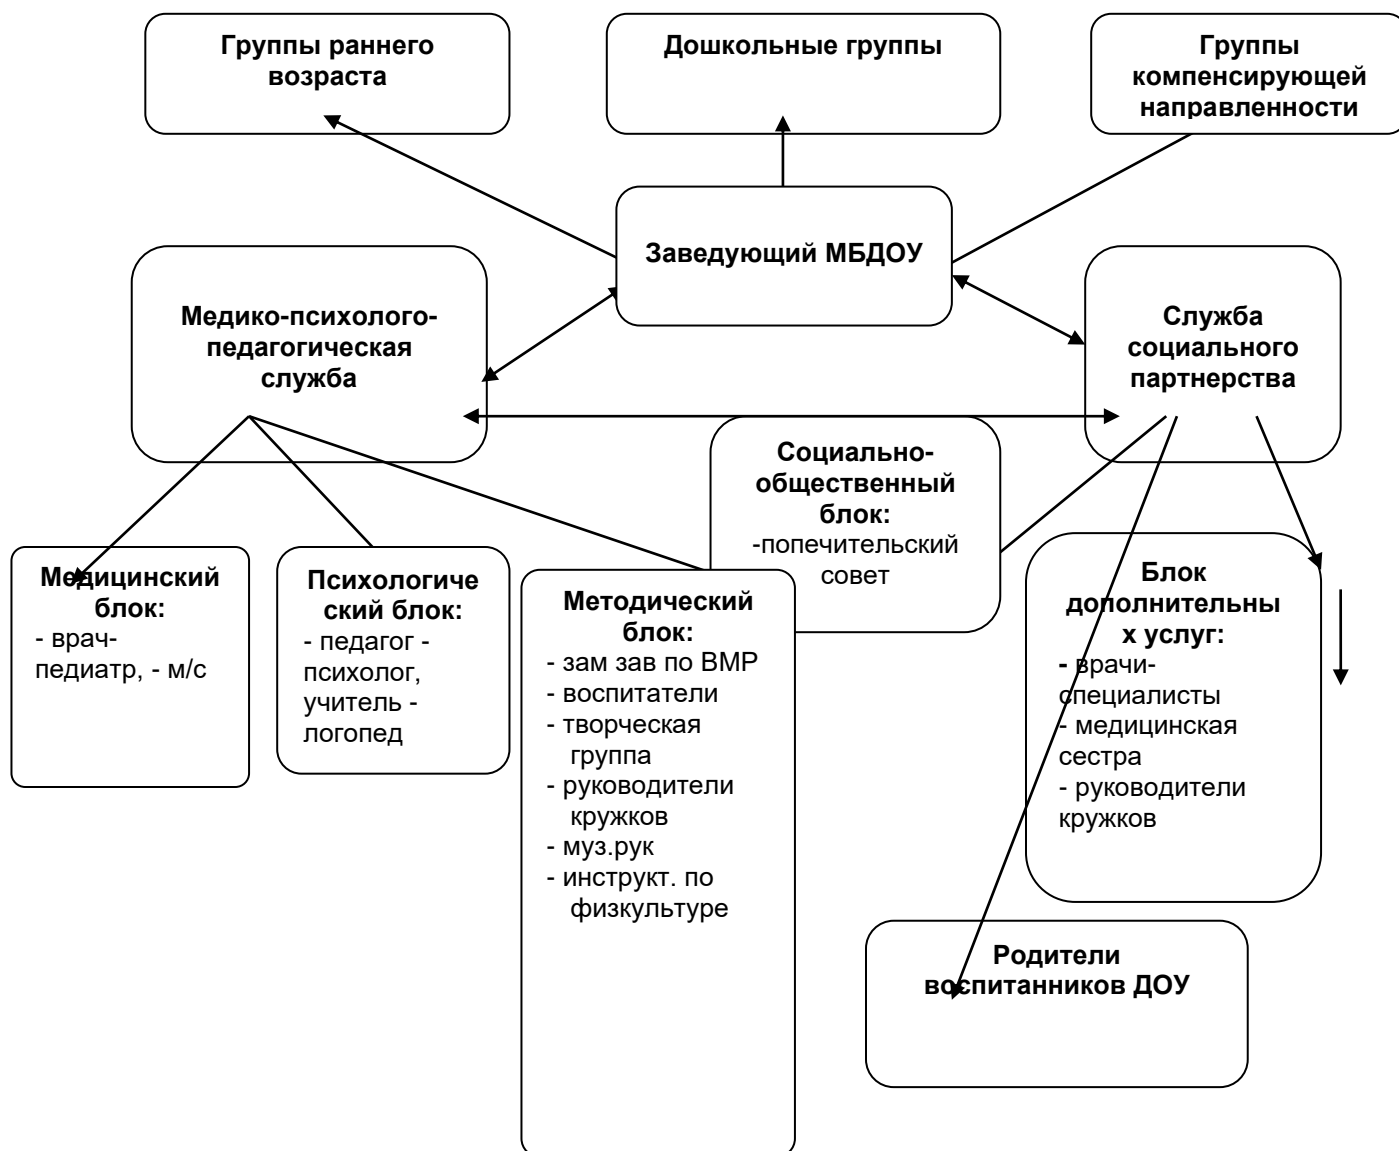 Группы раннего
возраста
Дошкольные группы
Группы
компенсирующей
направленности
Заведующий МБДОУ
Медико-психолого-
педагогическая
служба
Служба
социального
партнерства
Социально-
общественный
блок:
-попечительский
совет
Медицинский
блок:
- врач-
педиатр, - м/с
Психологиче
ский блок:
- педагог -
психолог,
учитель -
логопед
Методический
блок:
- зам зав по ВМР
- воспитатели
- творческая
группа
- руководители
кружков
- муз.рук
- инструкт. по
физкультуре
Блок
дополнительны
х услуг:
- врачи-
специалисты
- медицинская
сестра
- руководители
кружков
Родители
воспитанников ДОУ